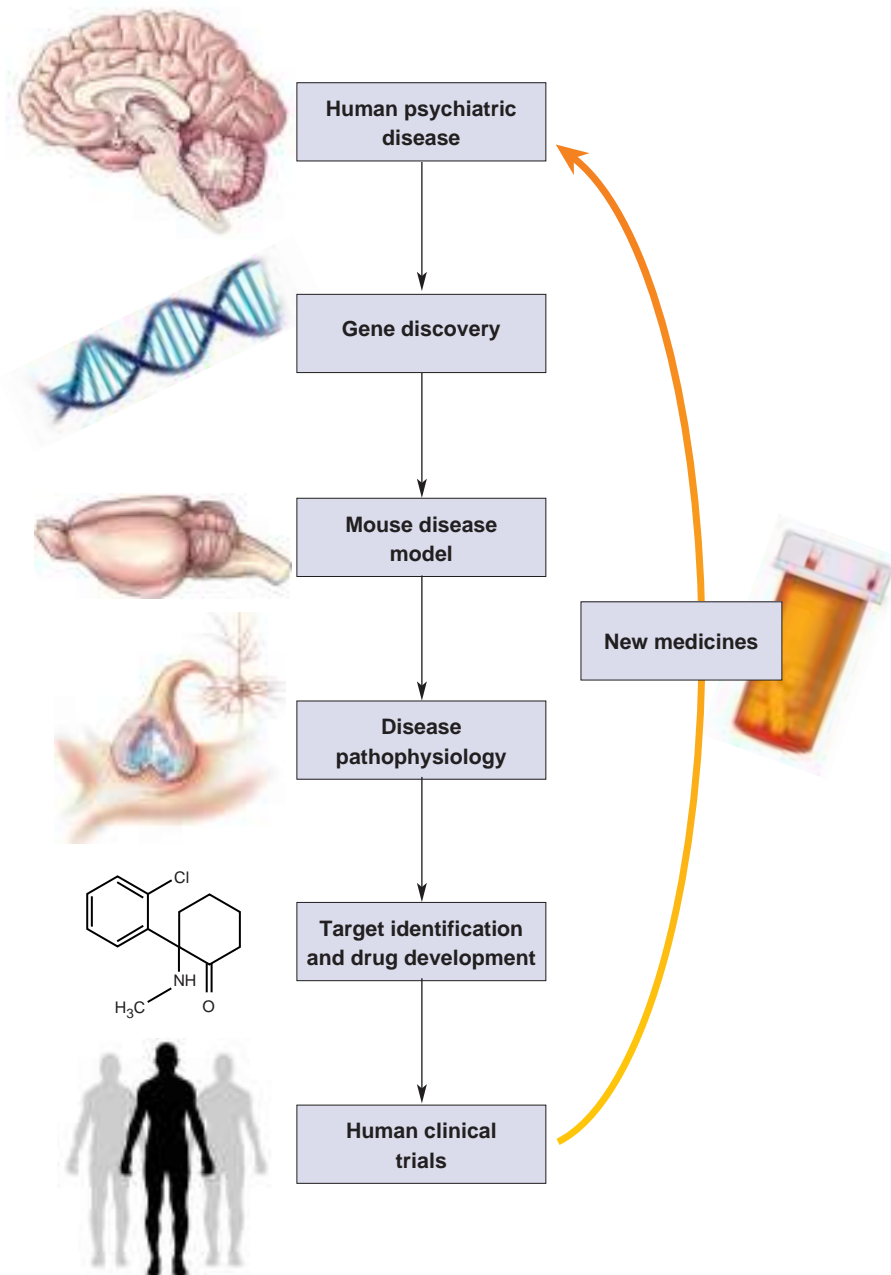 Human psychiatric
disease
Gene discovery
Mouse disease
model
New medicines
Disease
pathophysiology
Cl
NH
H₃C
O
Target identification
and drug development
Human clinical
trials